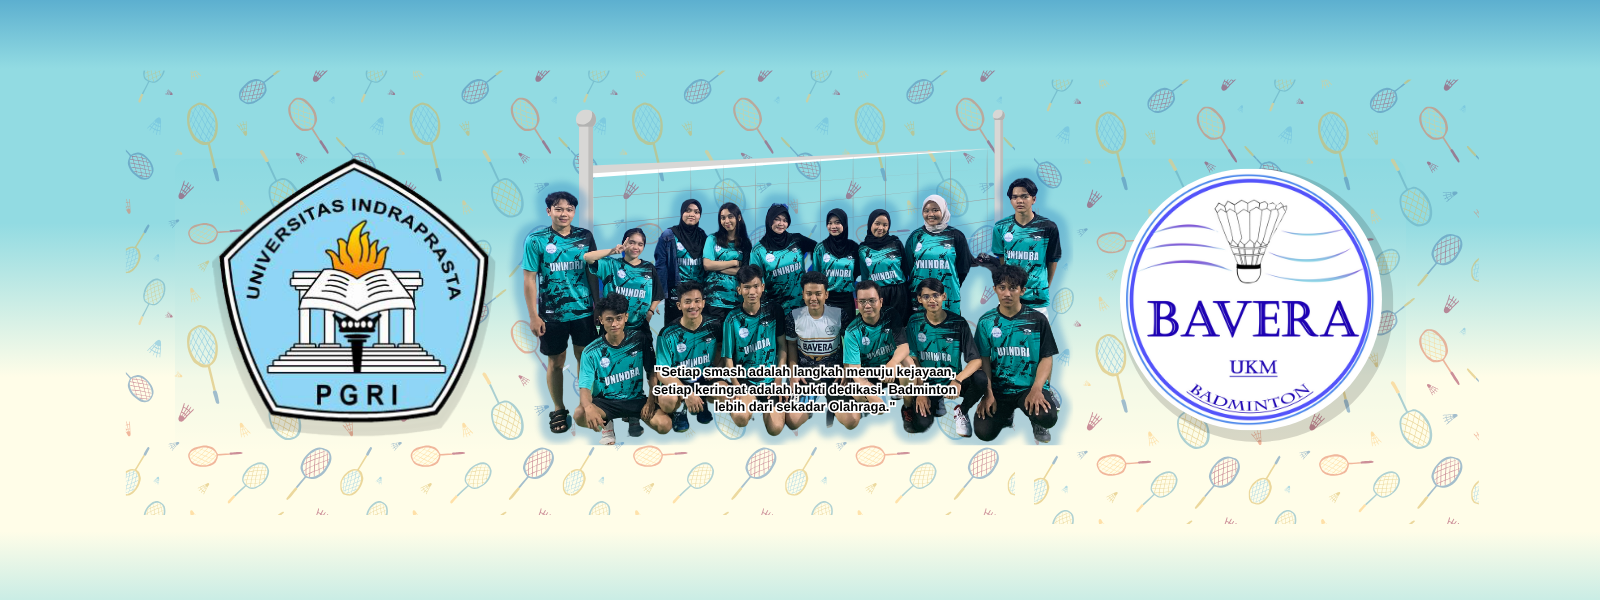 UNIVERSITAS INDRAPRASTA
PGRI
UNINDRA
UNINDRA
UNINDRA
UNINDRA
UNINDRA
UNINDRA
UNINDRA
UNINDRA
UNINDRA
BAVERA
UNINDRA
UNINDRA
UNINDRA
"Setiap smash adalah langkah menuju kejayaan,
setiap keringat adalah bukti dedikasi. Badminton
lebih dari sekadar Olahraga."
BAVERA
UKM
BADMINTON